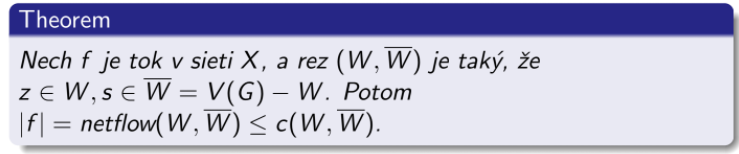 Theorem
Nech f je tok v sieti X, a rez (W, W̅) je taký, že
z ∈ W, s ∈ W̅ = V(G) − W. Potom
|f| = netflow(W, W̅) ≤ c(W, W̅).